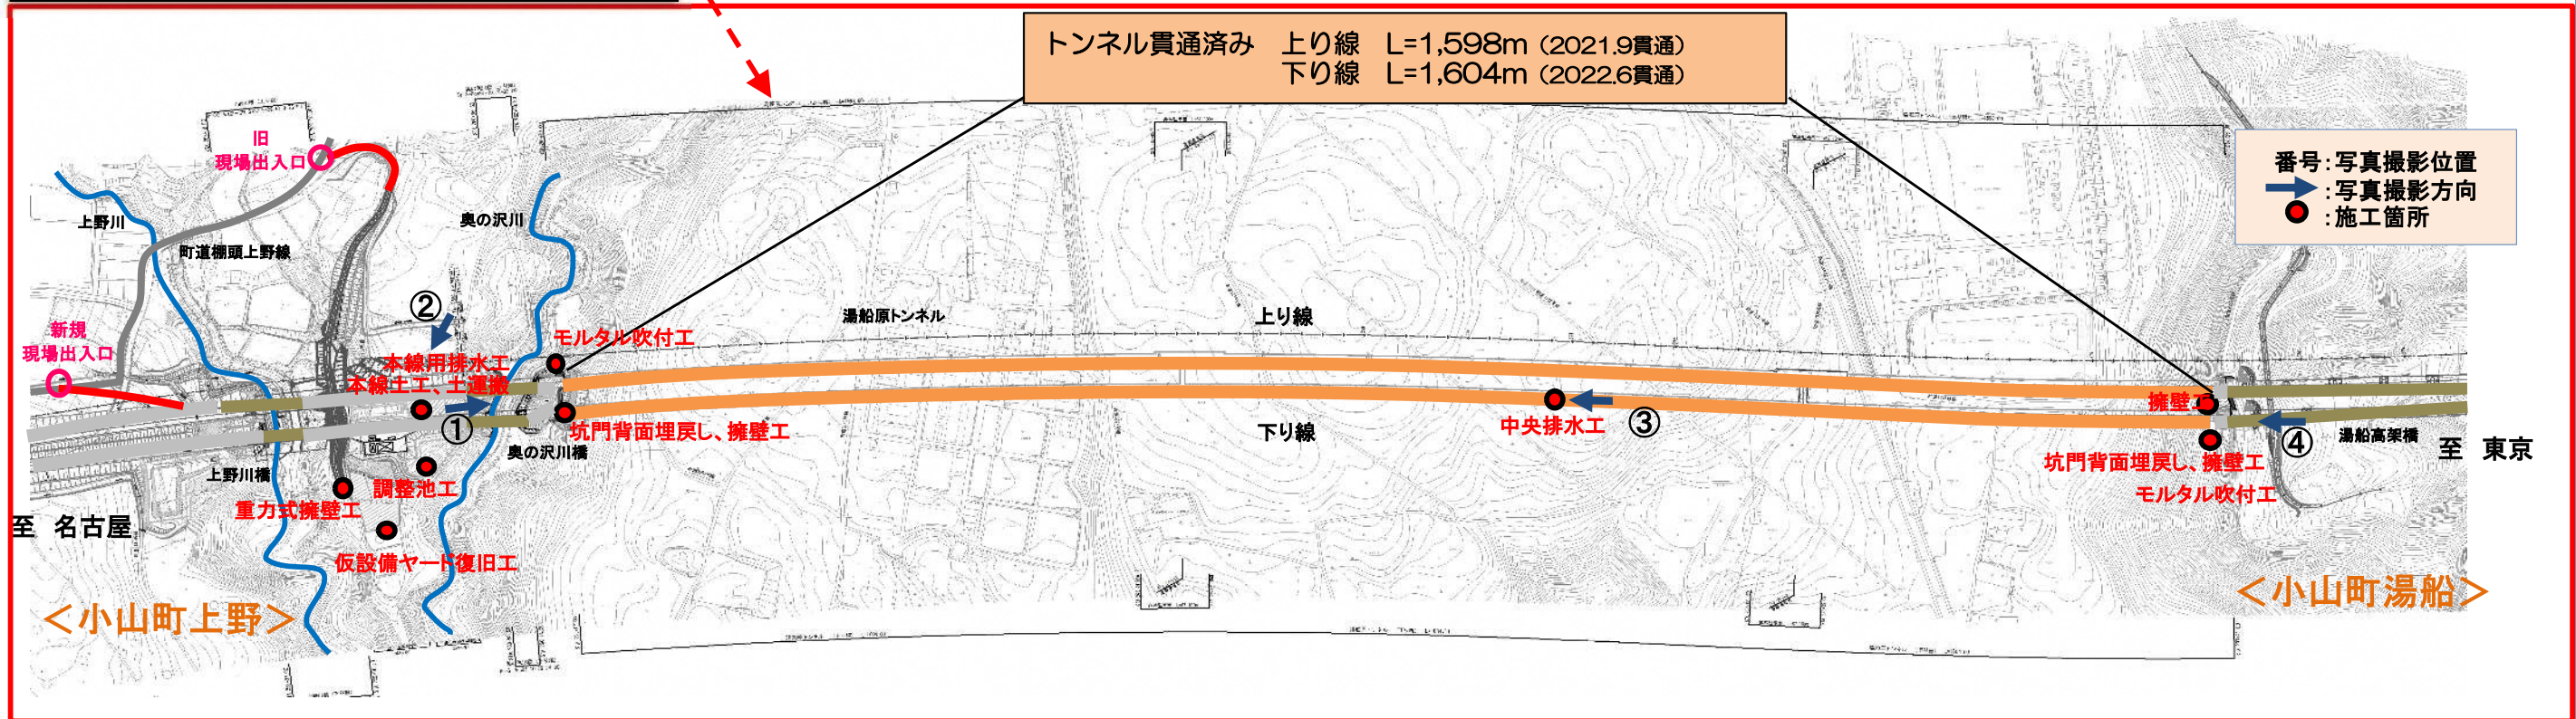 トンネル貫通済み 上り線 L=1,598m（2021.9貫通）
下り線 L=1,604m（2022.6貫通）
番号：写真撮影位置
：写真撮影方向
：施工箇所
旧
現場出入口
上野川
町道棚頭上野線
奥の沢川
新規
現場出入口
②
本線用排水工
本線土工、土運搬
①
モルタル吹付工
湯船原トンネル
上り線
坑門背面埋戻し、擁壁工
奥の沢川橋
下り線
中央排水工
③
擁壁工
④
湯船高架橋
至 東京
坑門背面埋戻し、擁壁工
モルタル吹付工
上野川橋
調整池工
重力式擁壁工
至 名古屋
仮設備ヤード復旧工
＜小山町上野＞
＜小山町湯船＞